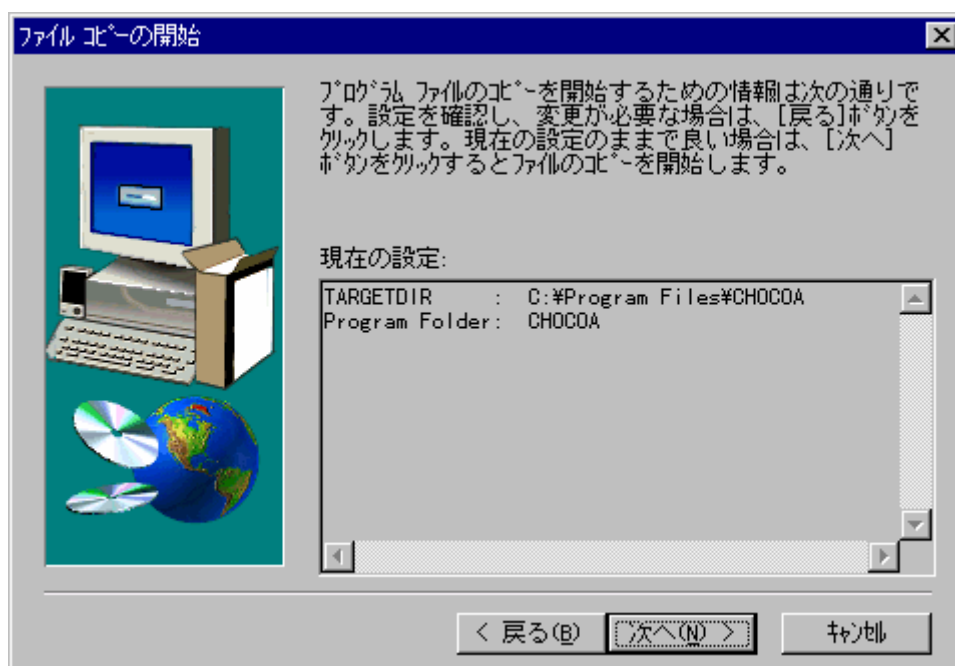 ﾌｧｲﾙ ｺﾋﾟｰの開始
ﾌﾟﾛｸﾞﾗﾑ ﾌｧｲﾙのｺﾋﾟｰを開始するための情報は次の通りで
す。設定を確認し、変更が必要な場合は、[戻る]ﾎﾞﾀﾝを
ｸﾘｯｸします。現在の設定のままで良い場合は、[次へ]
ﾎﾞﾀﾝをｸﾘｯｸするとﾌｧｲﾙのｺﾋﾟｰを開始します。
現在の設定:
TARGETDIR : C:¥Program Files¥CHOCOA
Program Folder: CHOCOA
< 戻る(B)
次へ(N) >
ｷｬﾝｾﾙ